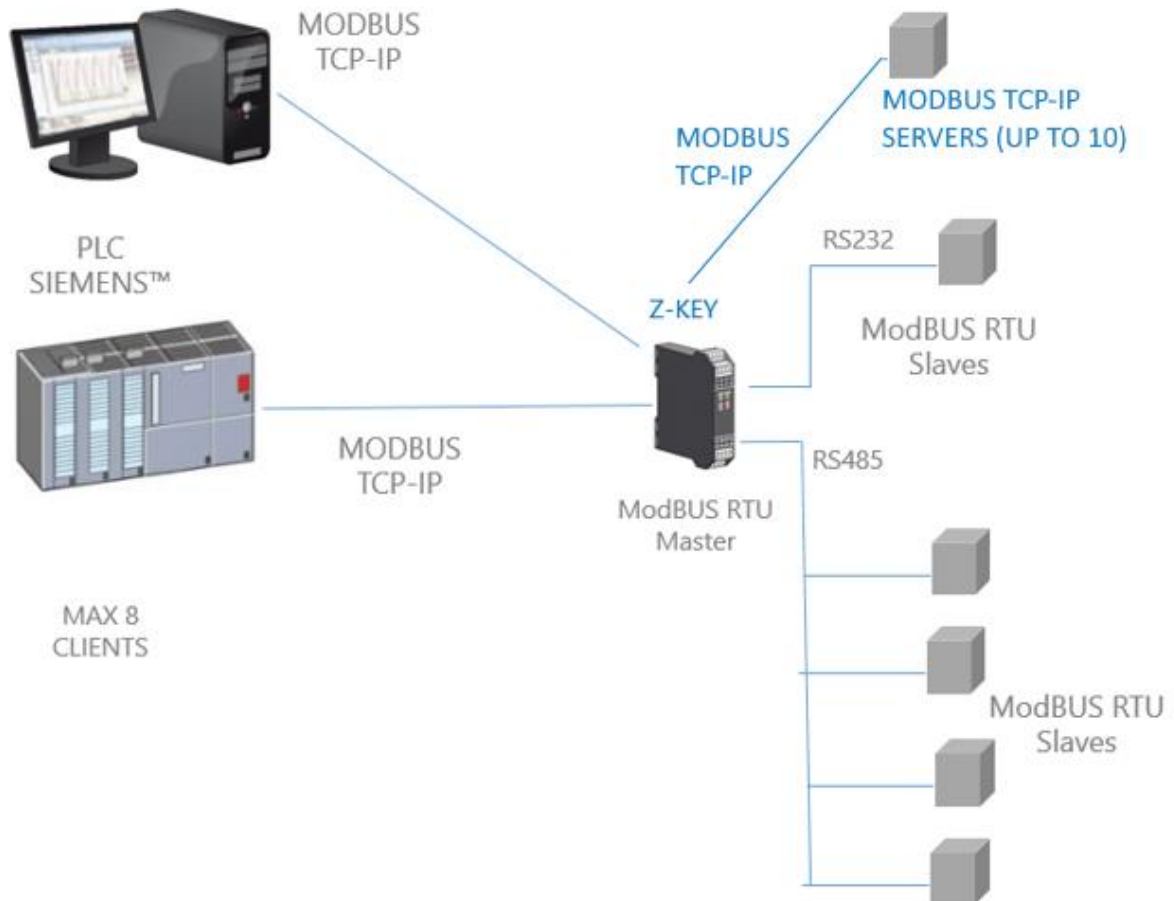 MODBUS
TCP-IP
MODBUS TCP-IP
SERVERS (UP TO 10)
MODBUS
TCP-IP
PLC
SIEMENS™
RS232
Z-KEY
ModBUS RTU
Slaves
MODBUS
TCP-IP
RS485
ModBUS RTU
Master
MAX 8
CLIENTS
ModBUS RTU
Slaves